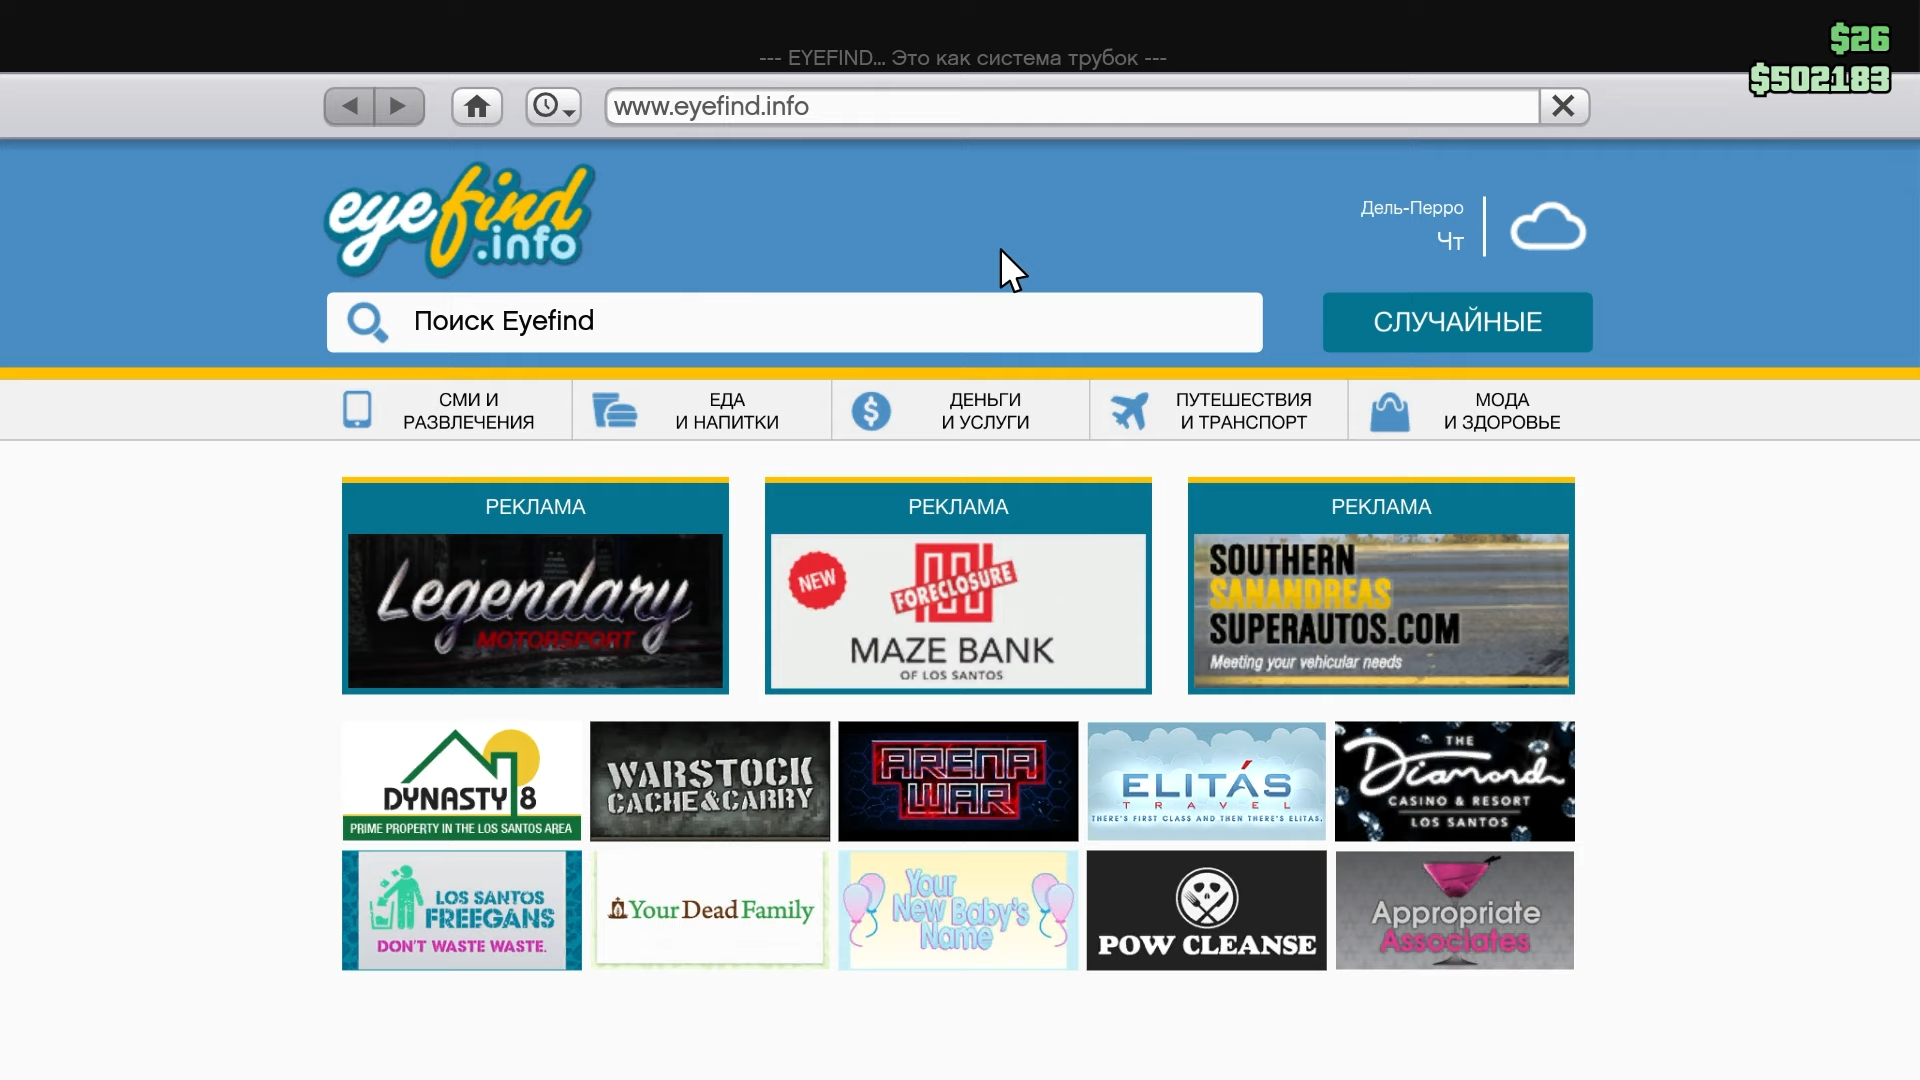 $26
--- EYEFIND... Это как система трубок ---
$502183
www.eyefind.info
eyefind
.info
Дель-Перро
Чт
Поиск Eyefind
СЛУЧАЙНЫЕ
СМИ И
РАЗВЛЕЧЕНИЯ
ЕДА
И НАПИТКИ
ДЕНЬГИ
И УСЛУГИ
ПУТЕШЕСТВИЯ
И ТРАНСПОРТ
МОДА
И ЗДОРОВЬЕ
РЕКЛАМА
Legendary
MOTORSPORT
РЕКЛАМА
NEW
FORECLOSURE
MAZE BANK
OF LOS SANTOS
РЕКЛАМА
SOUTHERN
SANANDREAS
SUPERAUTOS.COM
Meeting your vehicular needs
DYNASTY 8
PRIME PROPERTY IN THE LOS SANTOS AREA
WARSTOCK
CACHE&CARRY
ARENA
WAR
ELITÁS
TRAVEL
THERE'S FIRST CLASS AND THEN THERE'S ELITAS.
THE
Diamond
CASINO & RESORT
LOS SANTOS
LOS SANTOS
FREEGANS
DON'T WASTE WASTE.
YourDeadFamily
Your
New Baby's
Name
POW CLEANSE
Appropriate
Associates